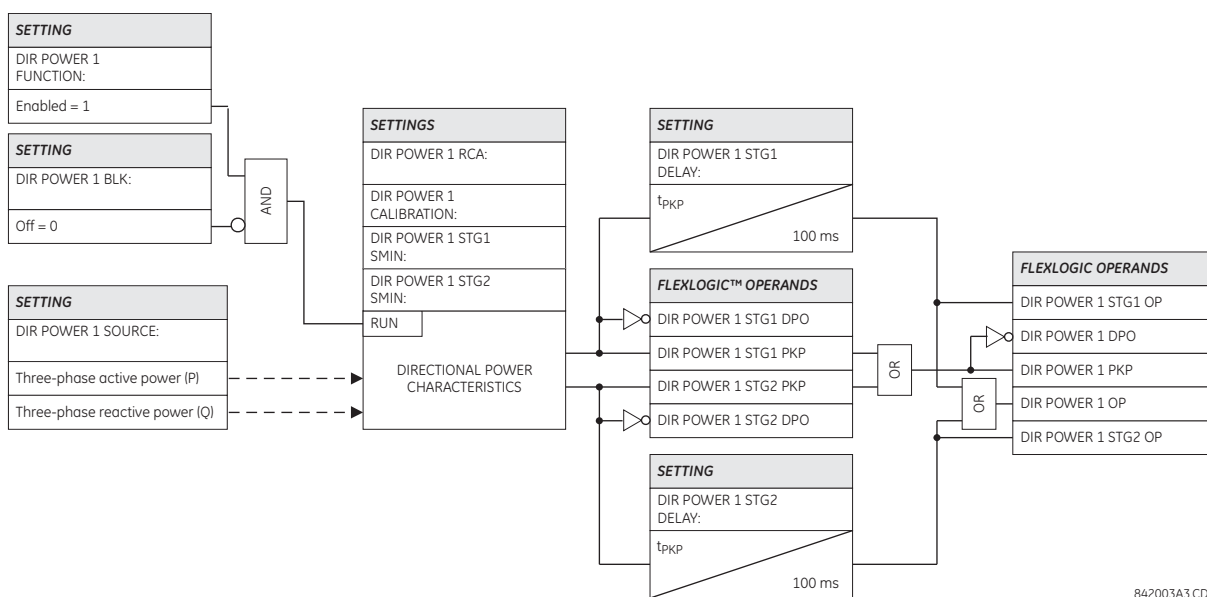 SETTING
DIR POWER 1
FUNCTION:
Enabled = 1
SETTING
DIR POWER 1 BLK:
Off = 0
SETTING
DIR POWER 1 SOURCE:
Three-phase active power (P)
Three-phase reactive power (Q)
AND
SETTINGS
DIR POWER 1 RCA:
DIR POWER 1
CALIBRATION:
DIR POWER 1 STG1
SMIN:
DIR POWER 1 STG2
SMIN:
RUN
DIRECTIONAL POWER
CHARACTERISTICS
SETTING
DIR POWER 1 STG1
DELAY:
tPKP
100 ms
FLEXLOGIC™ OPERANDS
DIR POWER 1 STG1 DPO
DIR POWER 1 STG1 PKP
DIR POWER 1 STG2 PKP
DIR POWER 1 STG2 DPO
SETTING
DIR POWER 1 STG2
DELAY:
tPKP
100 ms
OR
OR
FLEXLOGIC OPERANDS
DIR POWER 1 STG1 OP
DIR POWER 1 DPO
DIR POWER 1 PKP
DIR POWER 1 OP
DIR POWER 1 STG2 OP
842003A3.CDR